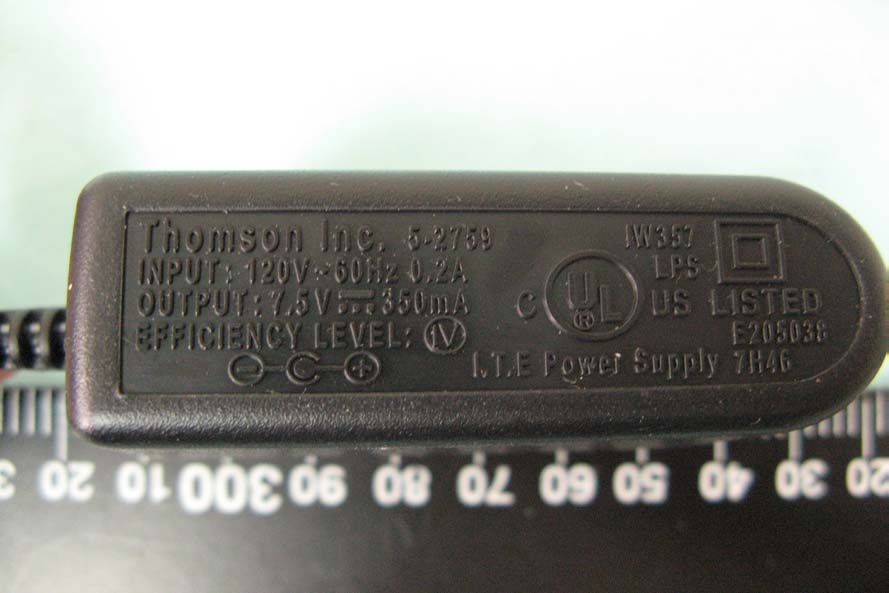 Thomson Inc. 5-2759
INPUT: 120V~60Hz 0.2A
OUTPUT: 7.5V⎓350mA
EFFICIENCY LEVEL: IV
- C +
IW357
LPS
C UL ® US LISTED
E205038
I.T.E Power Supply 7H46
20 10 300 90 80 70 60 50 40 30 20